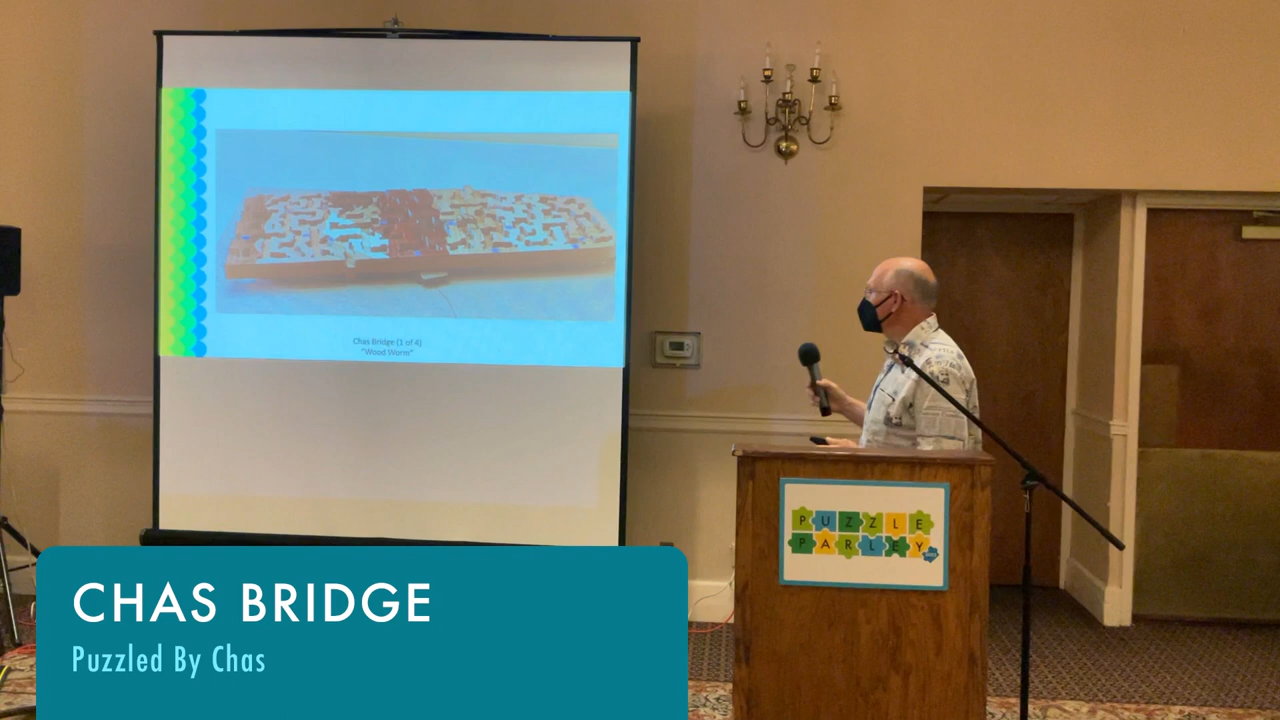 Chas Bridge (1 of 4)
"Wood Worm"
PUZZLE
PARLEY
CHAS BRIDGE
Puzzled By Chas